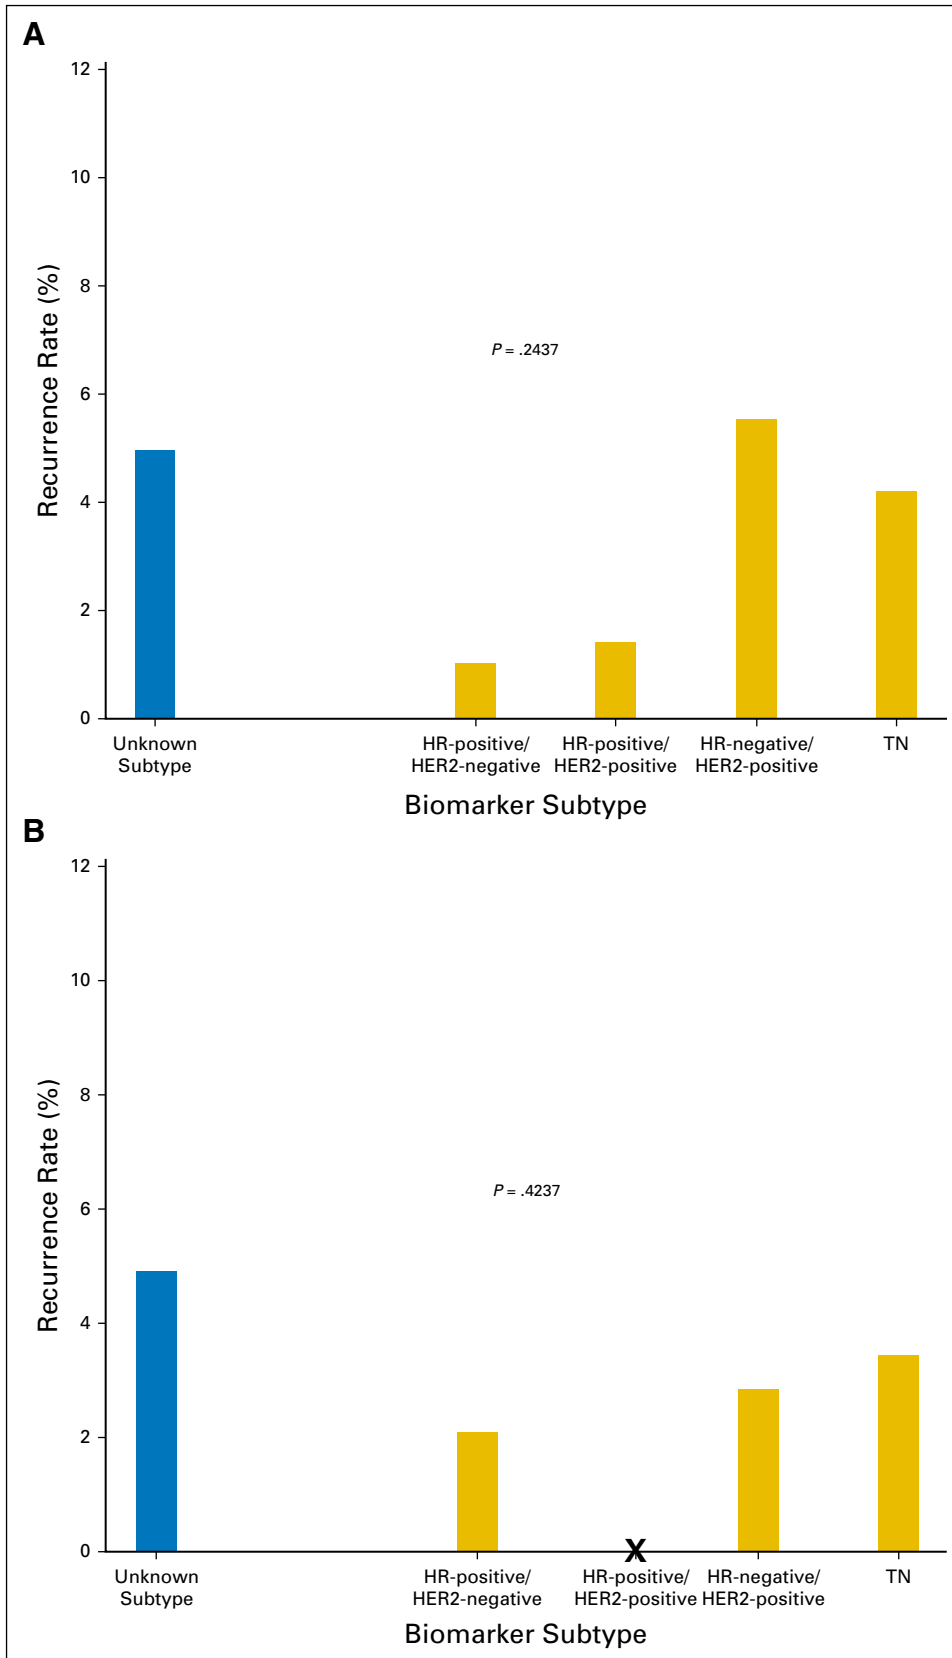 A
12
10
8
6
4
2
0
Recurrence Rate (%)
P = .2437
Unknown
Subtype
HR-positive/
HER2-negative
HR-positive/
HER2-positive
HR-negative/
HER2-positive
TN
Biomarker Subtype
B
12
10
8
6
4
2
0
Recurrence Rate (%)
P = .4237
X
Unknown
Subtype
HR-positive/
HER2-negative
HR-positive/
HER2-positive
HR-negative/
HER2-positive
TN
Biomarker Subtype